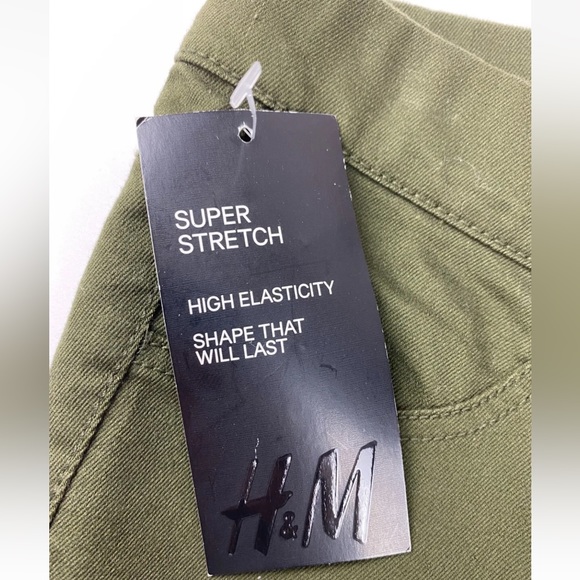 SUPER
STRETCH
HIGH ELASTICITY
SHAPE THAT
WILL LAST
H&M